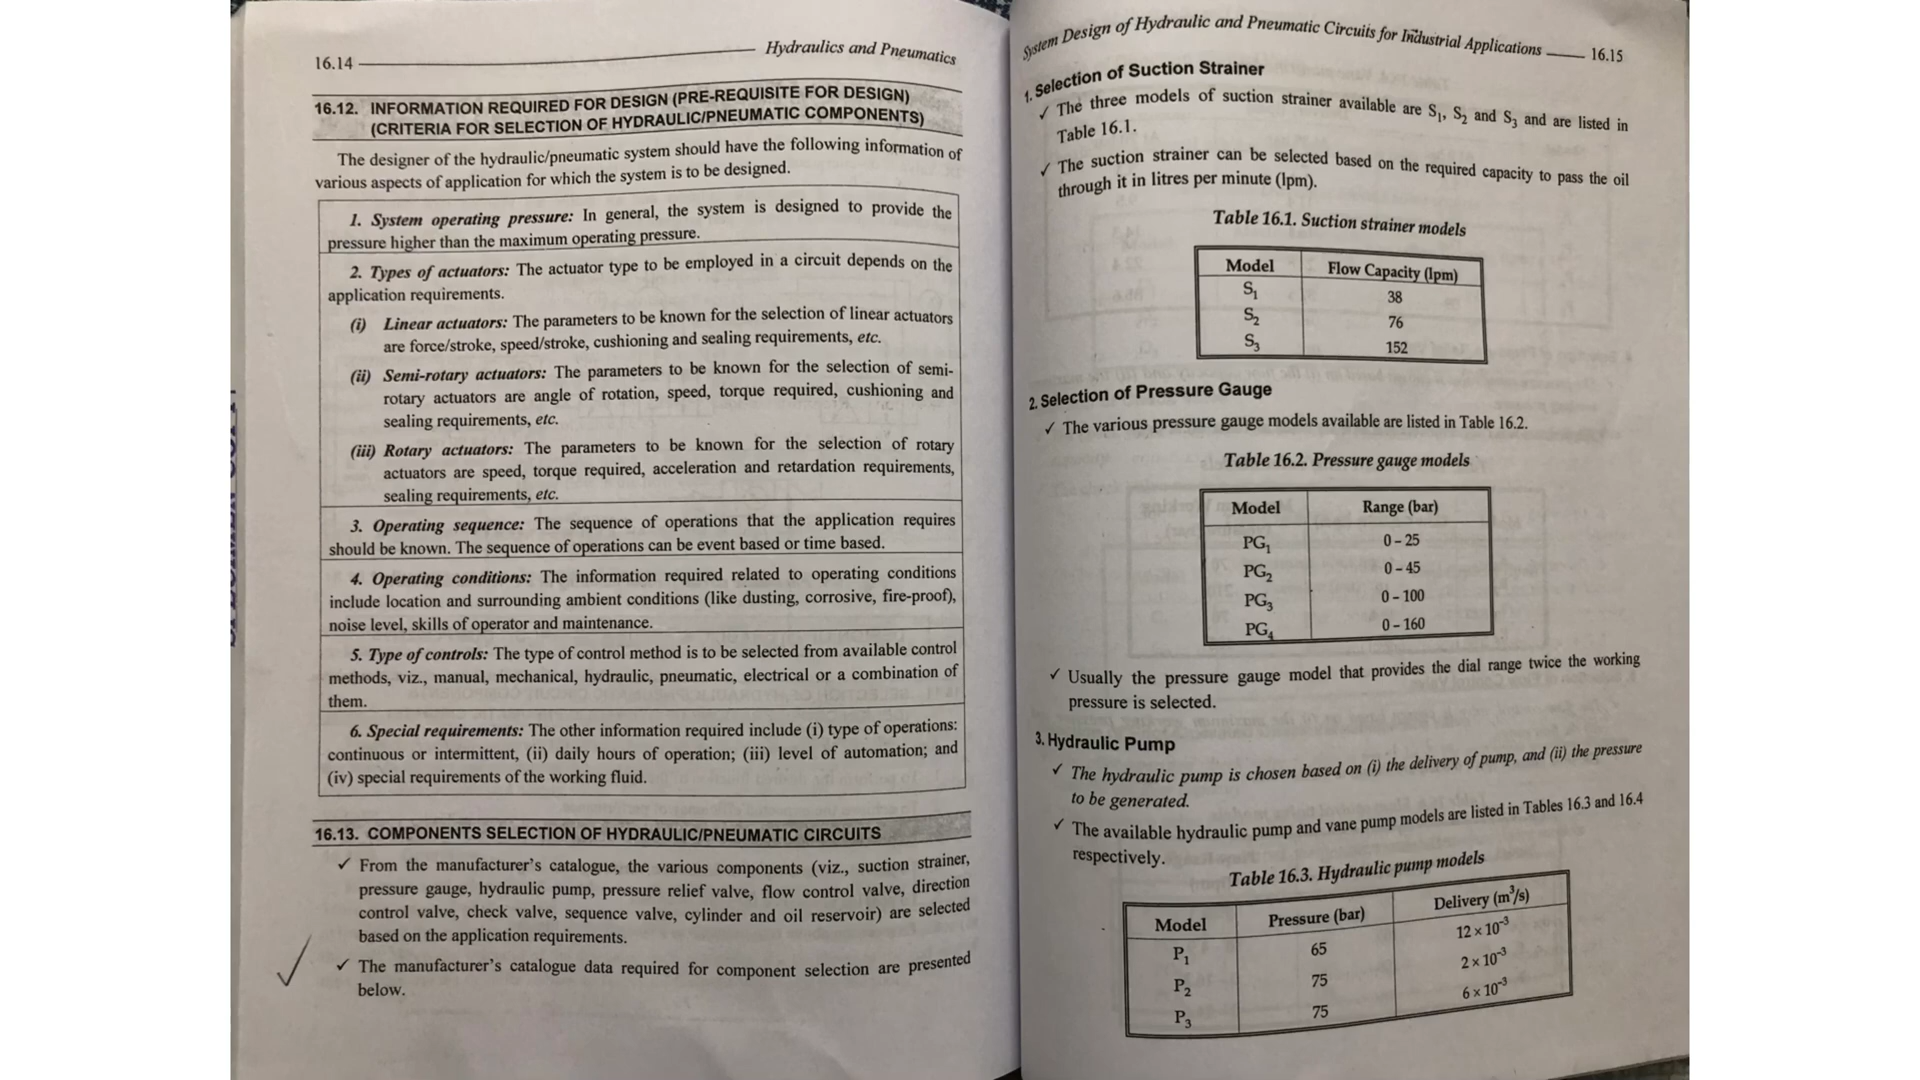 16.14 Hydraulics and Pneumatics
16.12. INFORMATION REQUIRED FOR DESIGN (PRE-REQUISITE FOR DESIGN)
(CRITERIA FOR SELECTION OF HYDRAULIC/PNEUMATIC COMPONENTS)
The designer of the hydraulic/pneumatic system should have the following information of
various aspects of application for which the system is to be designed.
1. System operating pressure: In general, the system is designed to provide the
pressure higher than the maximum operating pressure.
2. Types of actuators: The actuator type to be employed in a circuit depends on the
application requirements.
(i) Linear actuators: The parameters to be known for the selection of linear actuators
are force/stroke, speed/stroke, cushioning and sealing requirements, etc.
(ii) Semi-rotary actuators: The parameters to be known for the selection of semi-
rotary actuators are angle of rotation, speed, torque required, cushioning and
sealing requirements, etc.
(iii) Rotary actuators: The parameters to be known for the selection of rotary
actuators are speed, torque required, acceleration and retardation requirements,
sealing requirements, etc.
3. Operating sequence: The sequence of operations that the application requires
should be known. The sequence of operations can be event based or time based.
4. Operating conditions: The information required related to operating conditions
include location and surrounding ambient conditions (like dusting, corrosive, fire-proof),
noise level, skills of operator and maintenance.
5. Type of controls: The type of control method is to be selected from available control
methods, viz., manual, mechanical, hydraulic, pneumatic, electrical or a combination of
them.
6. Special requirements: The other information required include (i) type of operations:
continuous or intermittent, (ii) daily hours of operation; (iii) level of automation; and
(iv) special requirements of the working fluid.
16.13. COMPONENTS SELECTION OF HYDRAULIC/PNEUMATIC CIRCUITS
✓ From the manufacturer's catalogue, the various components (viz., suction strainer,
pressure gauge, hydraulic pump, pressure relief valve, flow control valve, direction
control valve, check valve, sequence valve, cylinder and oil reservoir) are selected
based on the application requirements.
✓ The manufacturer's catalogue data required for component selection are presented
below.
System Design of Hydraulic and Pneumatic Circuits for Industrial Applications 16.15
1. Selection of Suction Strainer
✓ The three models of suction strainer available are S₁, S₂ and S₃ and are listed in
Table 16.1.
✓ The suction strainer can be selected based on the required capacity to pass the oil
through it in litres per minute (lpm).
Table 16.1. Suction strainer models
Model Flow Capacity (lpm)
S₁ 38
S₂ 76
S₃ 152
2. Selection of Pressure Gauge
✓ The various pressure gauge models available are listed in Table 16.2.
Table 16.2. Pressure gauge models
Model Range (bar)
PG₁ 0 – 25
PG₂ 0 – 45
PG₃ 0 – 100
PG₄ 0 – 160
✓ Usually the pressure gauge model that provides the dial range twice the working
pressure is selected.
3. Hydraulic Pump
✓ The hydraulic pump is chosen based on (i) the delivery of pump, and (ii) the pressure
to be generated.
✓ The available hydraulic pump and vane pump models are listed in Tables 16.3 and 16.4
respectively.
Table 16.3. Hydraulic pump models
Model Pressure (bar) Delivery (m³/s)
P₁ 65 12 × 10⁻³
P₂ 75 2 × 10⁻³
P₃ 75 6 × 10⁻³